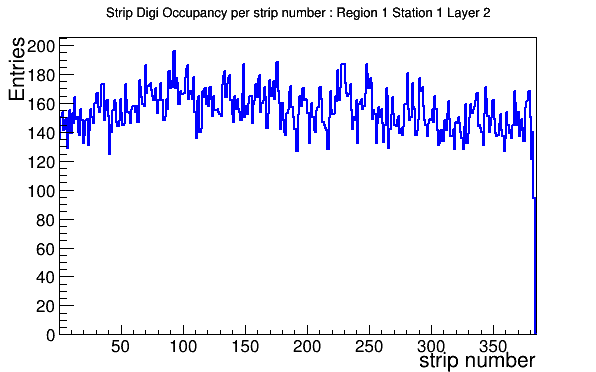 Strip Digi Occupancy per strip number : Region 1 Station 1 Layer 2
Entries
200
180
160
140
120
100
80
60
40
20
0
50 100 150 200 250 300 350
strip number